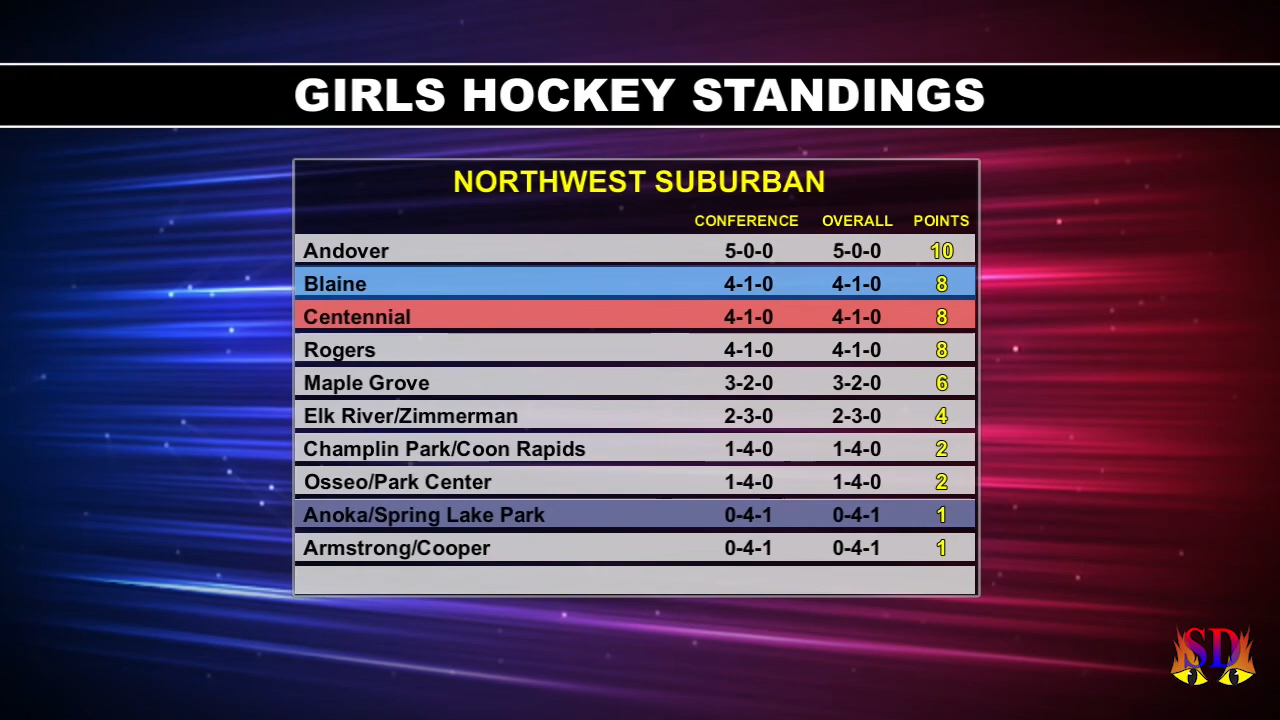 GIRLS HOCKEY STANDINGS
NORTHWEST SUBURBAN
CONFERENCE OVERALL POINTS
Andover 5-0-0 5-0-0 10
Blaine 4-1-0 4-1-0 8
Centennial 4-1-0 4-1-0 8
Rogers 4-1-0 4-1-0 8
Maple Grove 3-2-0 3-2-0 6
Elk River/Zimmerman 2-3-0 2-3-0 4
Champlin Park/Coon Rapids 1-4-0 1-4-0 2
Osseo/Park Center 1-4-0 1-4-0 2
Anoka/Spring Lake Park 0-4-1 0-4-1 1
Armstrong/Cooper 0-4-1 0-4-1 1
SD